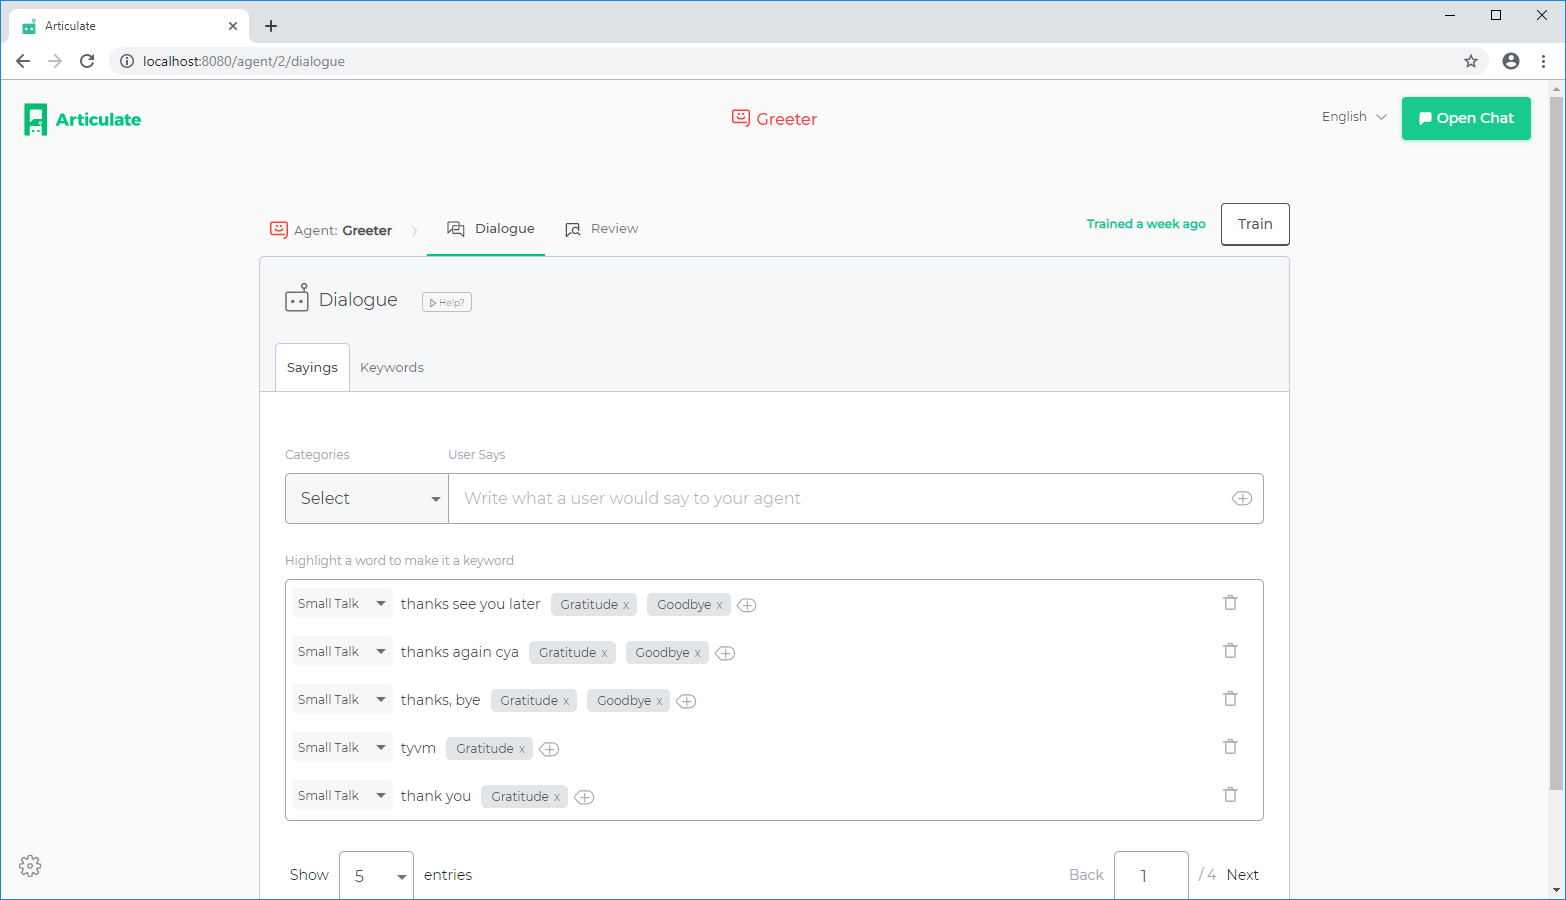 Articulate
localhost:8080/agent/2/dialogue
Articulate
Greeter
English
Open Chat
Agent: Greeter
Dialogue
Review
Trained a week ago
Train
Dialogue
Help?
Sayings
Keywords
Categories
User Says
Select
Write what a user would say to your agent
Highlight a word to make it a keyword
Small Talk thanks see you later Gratitude x Goodbye x
Small Talk thanks again cya Gratitude x Goodbye x
Small Talk thanks, bye Gratitude x Goodbye x
Small Talk tyvm Gratitude x
Small Talk thank you Gratitude x
Show 5 entries
Back 1 / 4 Next